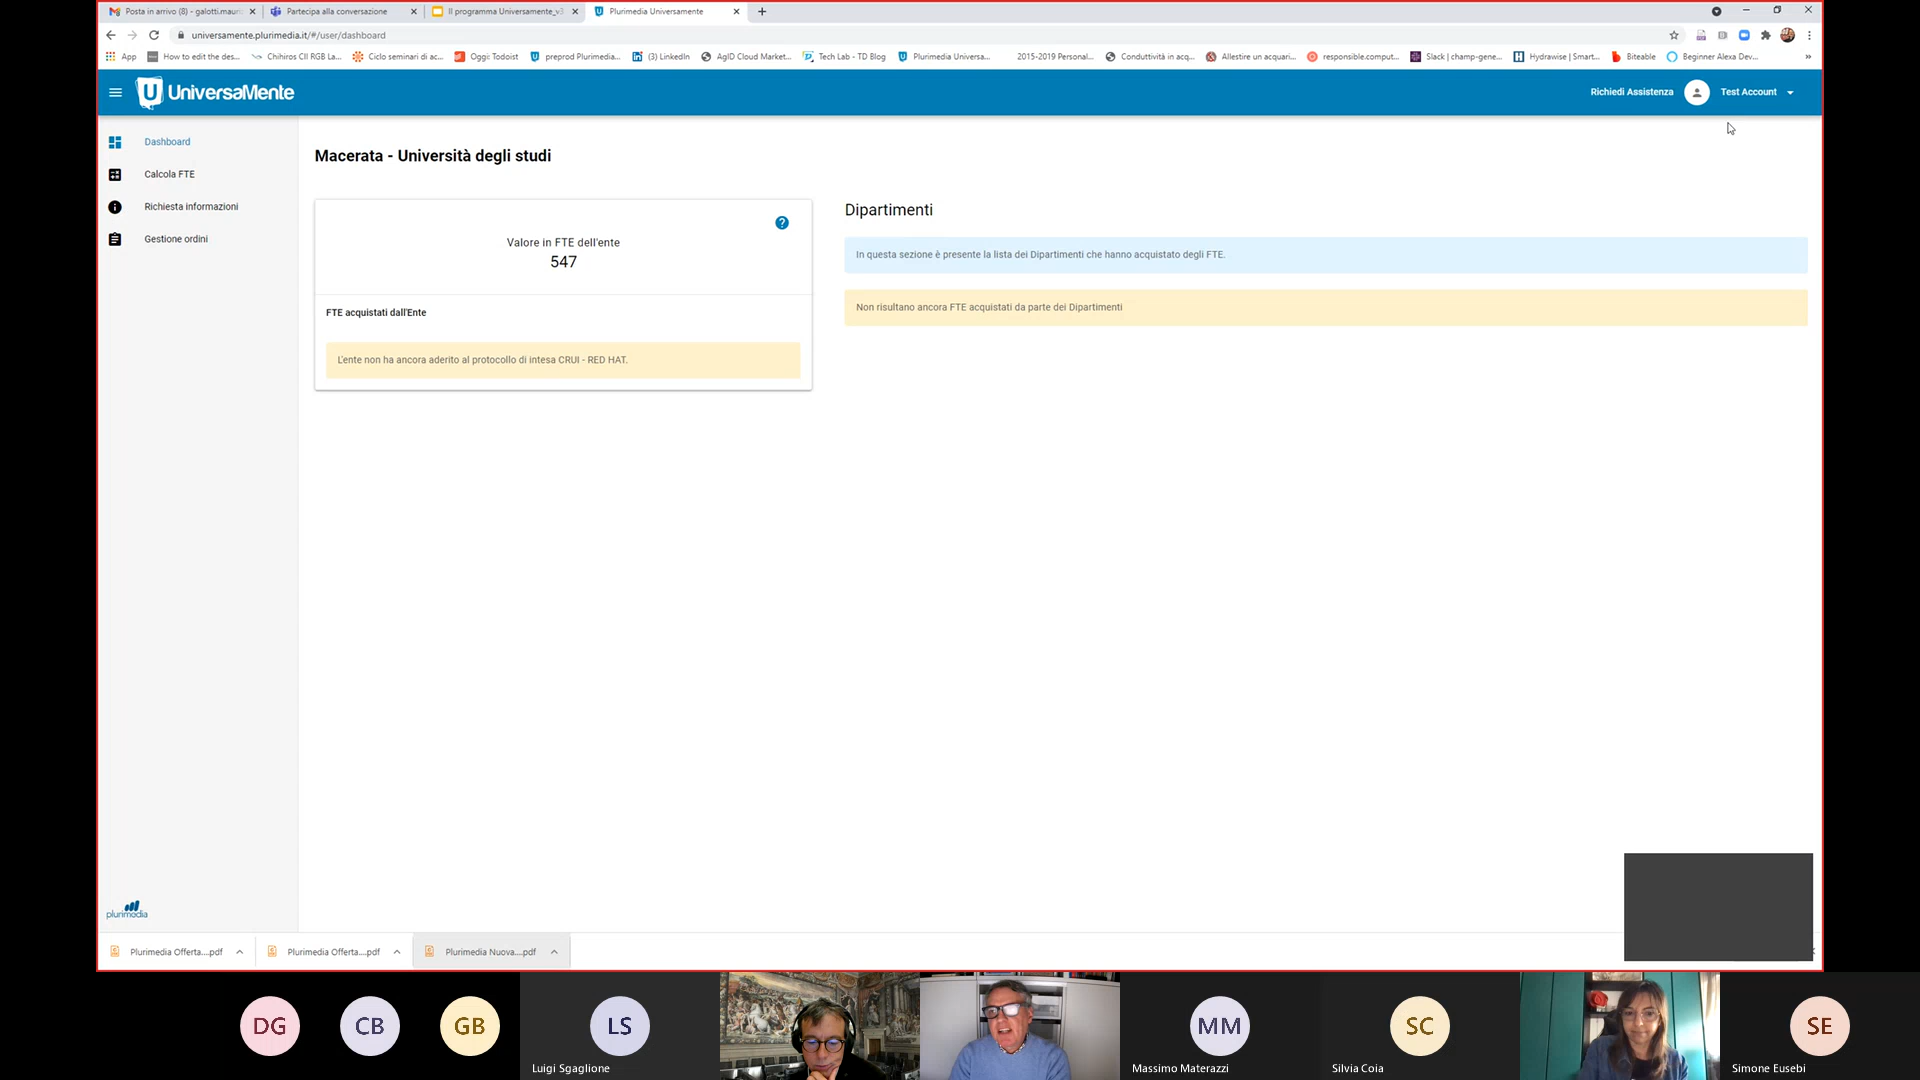 Posta in arrivo (8) - galotti.maur
Partecipa alla conversazione
Il programma Universamente_v3
Plurimedia Universamente
universamente.plurimedia.it/#/user/dashboard
App
How to edit the des...
Chihiros CII RGB La...
Ciclo seminari di ac...
Oggi: Todoist
preprod Plurimedia...
(3) LinkedIn
AgID Cloud Market...
Tech Lab - TD Blog
Plurimedia Universa...
2015-2019 Personal...
Conduttività in acq...
Allestire un acquari...
responsible.comput...
Slack | champ-gene...
Hydrawise | Smart...
Biteable
Beginner Alexa Dev...
»
UniversaMente
Richiedi Assistenza
Test Account
Dashboard
Calcola FTE
Richiesta informazioni
Gestione ordini
Macerata - Università degli studi
Valore in FTE dell'ente
547
FTE acquistati dall'Ente
L'ente non ha ancora aderito al protocollo di intesa CRUI - RED HAT.
Dipartimenti
In questa sezione è presente la lista dei Dipartimenti che hanno acquistato degli FTE.
Non risultano ancora FTE acquistati da parte dei Dipartimenti
plurimedia
Plurimedia Offerta....pdf
Plurimedia Offerta....pdf
Plurimedia Nuova....pdf
DG
CB
GB
LS
Luigi Sgaglione
MM
Massimo Materazzi
SC
Silvia Coia
SE
Simone Eusebi